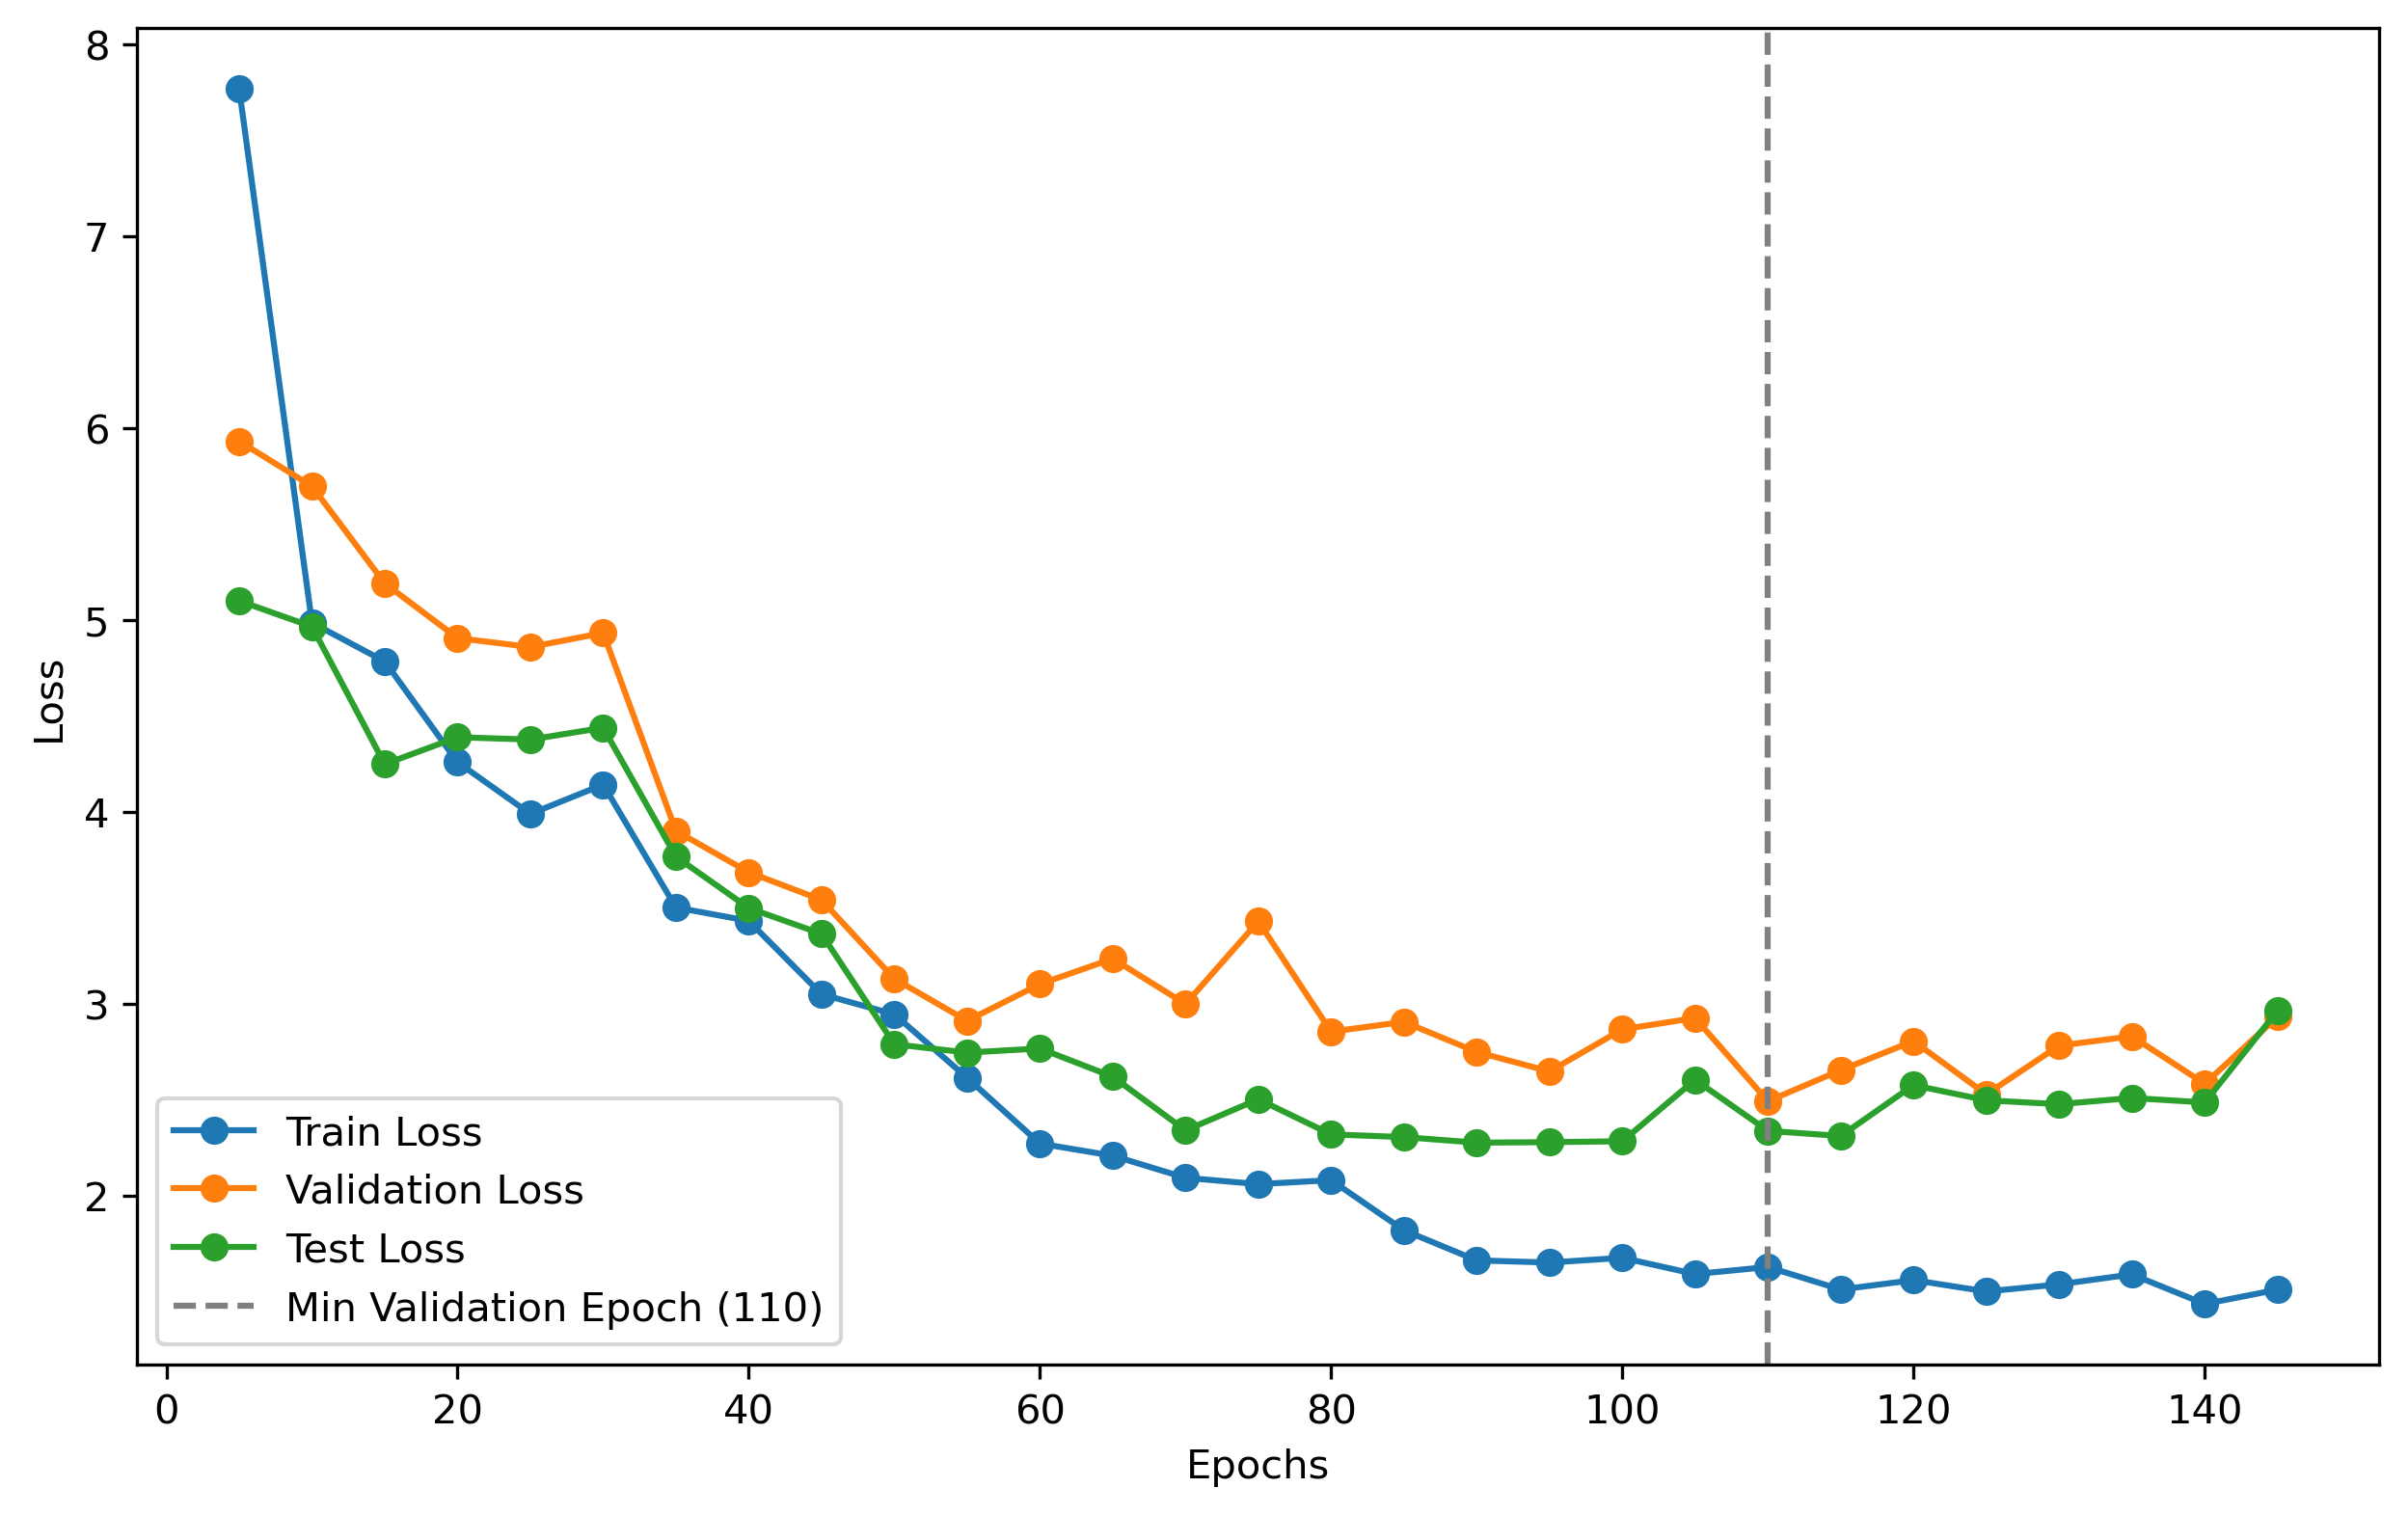 8
7
6
5
4
3
2
Loss
Train Loss
Validation Loss
Test Loss
Min Validation Epoch (110)
0 20 40 60 80 100 120 140
Epochs